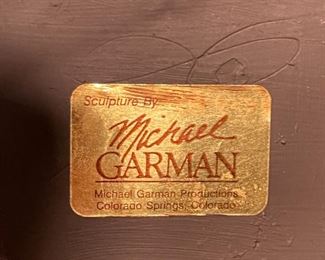 Sculpture By:
Michael
GARMAN
Michael Garman Productions
Colorado Springs, Colorado